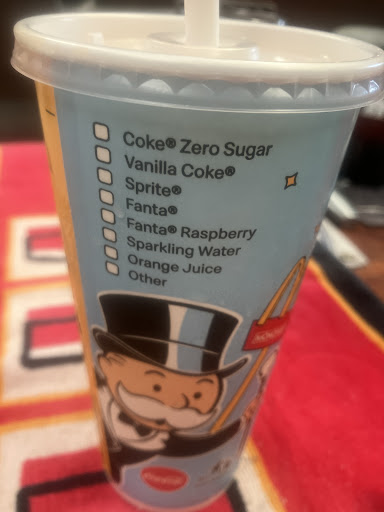 Coke® Zero Sugar
Vanilla Coke®
Sprite®
Fanta®
Fanta® Raspberry
Sparkling Water
Orange Juice
Other